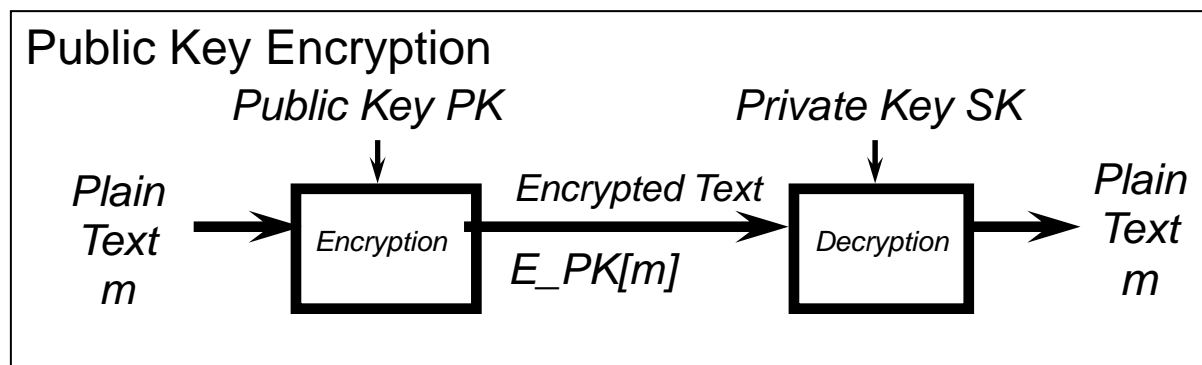 Public Key Encryption
Public Key PK
Private Key SK
Plain
Text
m
Encryption
Encrypted Text
E_PK[m]
Decryption
Plain
Text
m